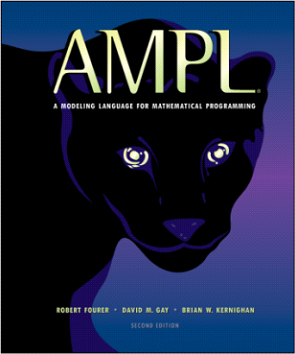 AMPL
A MODELING LANGUAGE FOR MATHEMATICAL PROGRAMMING
ROBERT FOURER • DAVID M. GAY • BRIAN W. KERNIGHAN
SECOND EDITION